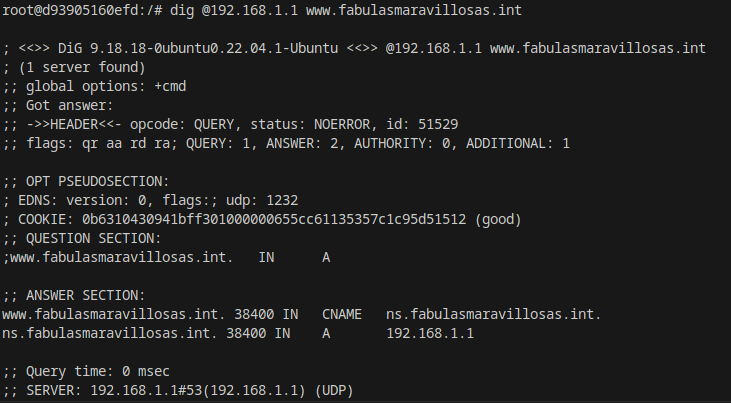 root@d93905160efd:/# dig @192.168.1.1 www.fabulasmaravillosas.int

; <<>> DiG 9.18.18-0ubuntu0.22.04.1-Ubuntu <<>> @192.168.1.1 www.fabulasmaravillosas.int
; (1 server found)
;; global options: +cmd
;; Got answer:
;; ->>HEADER<<- opcode: QUERY, status: NOERROR, id: 51529
;; flags: qr aa rd ra; QUERY: 1, ANSWER: 2, AUTHORITY: 0, ADDITIONAL: 1

;; OPT PSEUDOSECTION:
; EDNS: version: 0, flags:; udp: 1232
; COOKIE: 0b6310430941bff301000000655cc61135357c1c95d51512 (good)
;; QUESTION SECTION:
;www.fabulasmaravillosas.int.   IN      A

;; ANSWER SECTION:
www.fabulasmaravillosas.int. 38400 IN   CNAME   ns.fabulasmaravillosas.int.
ns.fabulasmaravillosas.int. 38400 IN    A       192.168.1.1

;; Query time: 0 msec
;; SERVER: 192.168.1.1#53(192.168.1.1) (UDP)